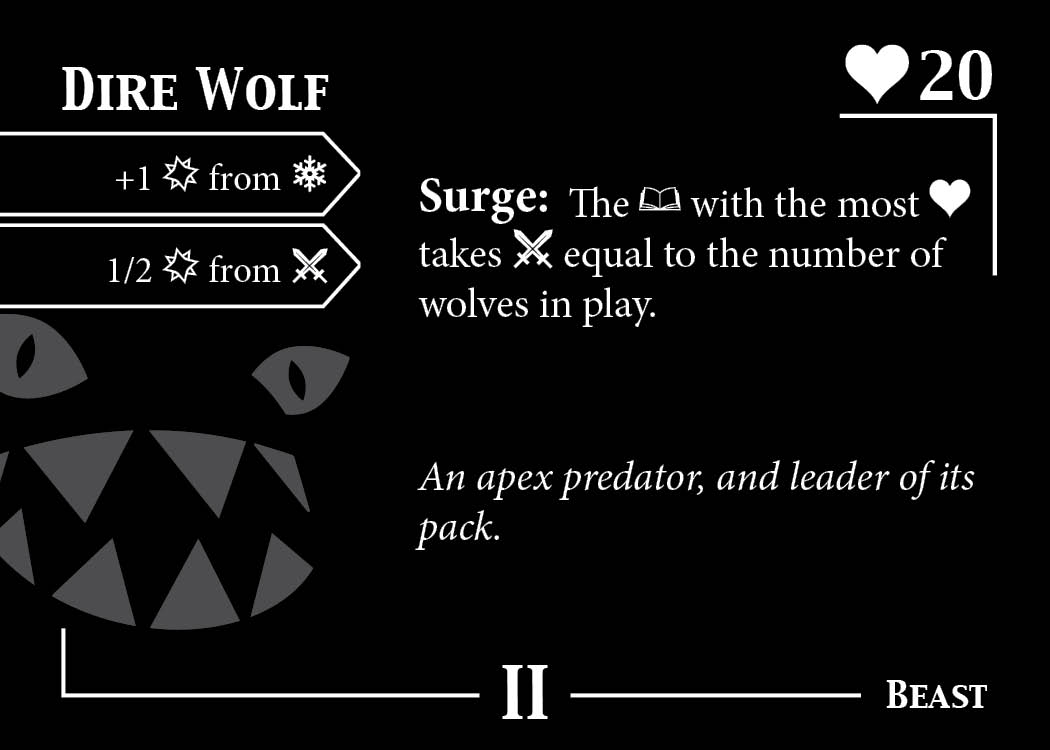 DIRE WOLF
20
+1 from
1/2 from
Surge: The with the most
takes equal to the number of
wolves in play.
An apex predator, and leader of its
pack.
II
BEAST